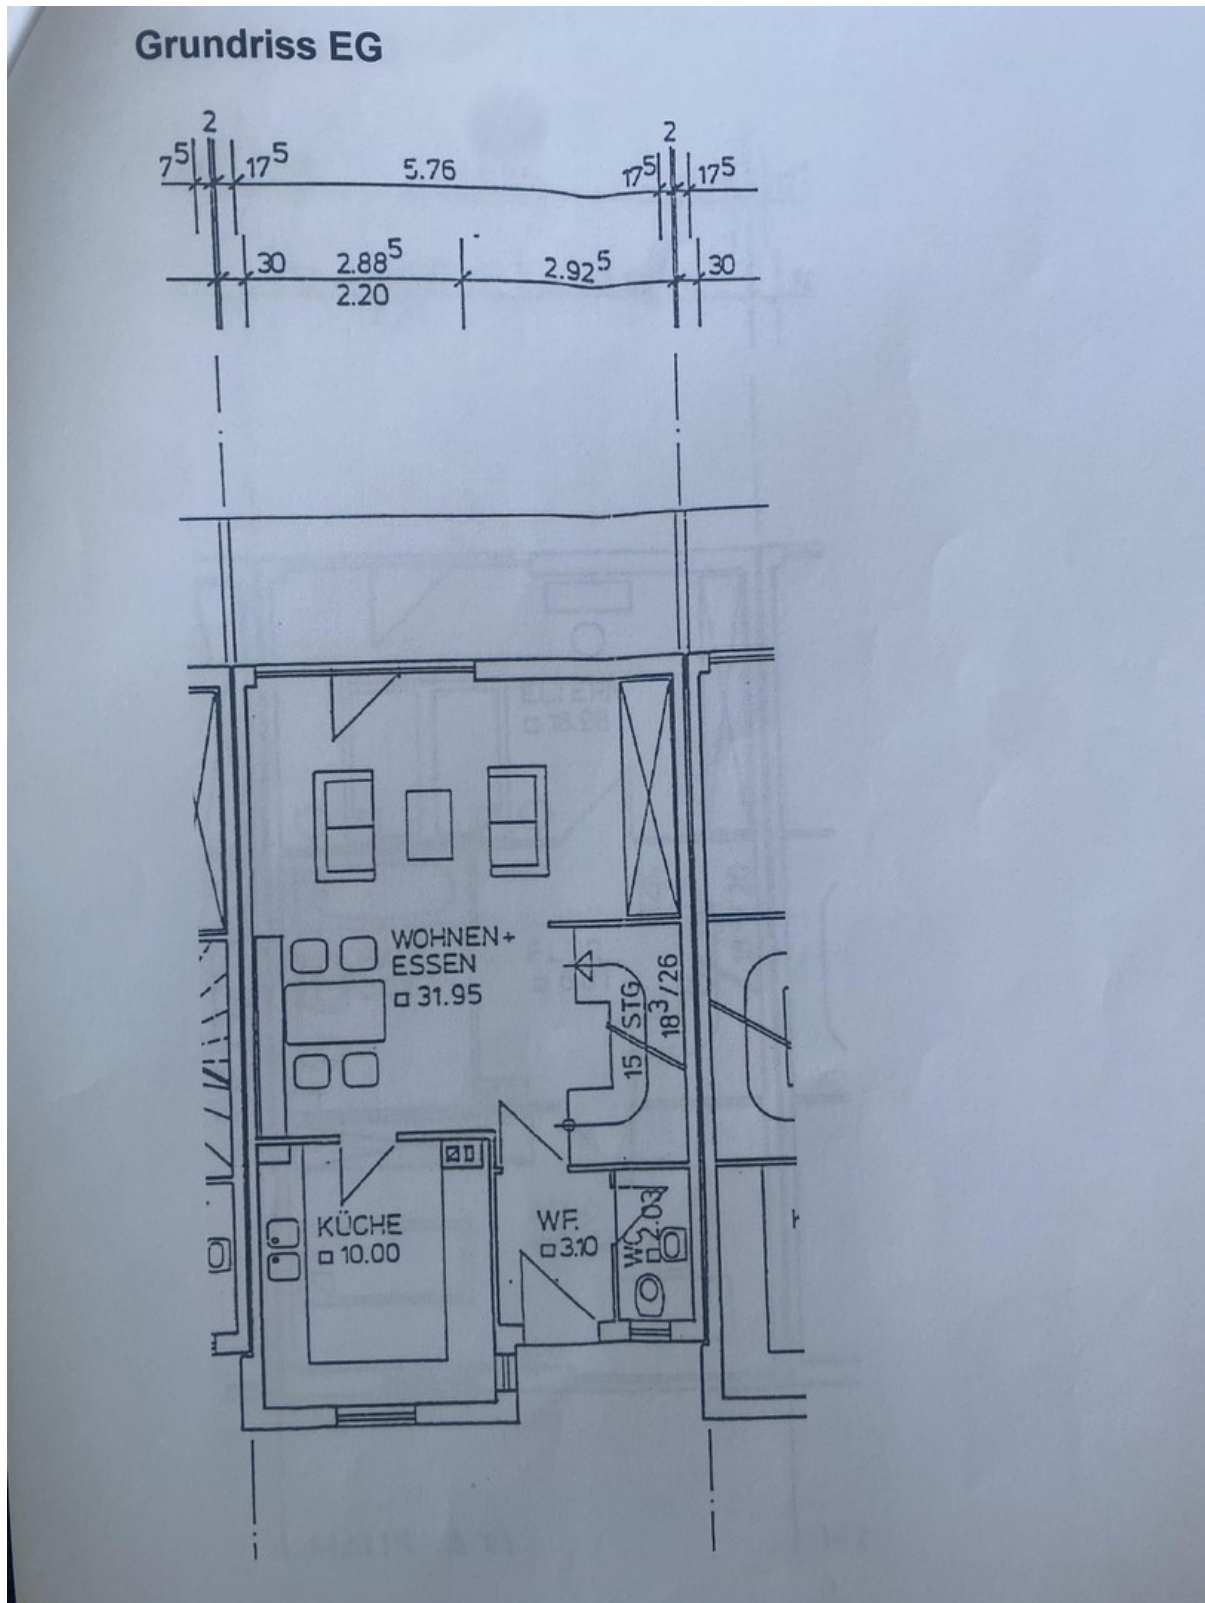 Grundriss EG
2 2
7⁵ 17⁵ 5.76 17⁵ 17⁵
30 2.88⁵ 2.92⁵ 30
2.20
WOHNEN+
ESSEN
□ 31.95
15 STG
18³/26
KÜCHE
□ 10.00
WF.
□ 3.10
WC
□ 2.03